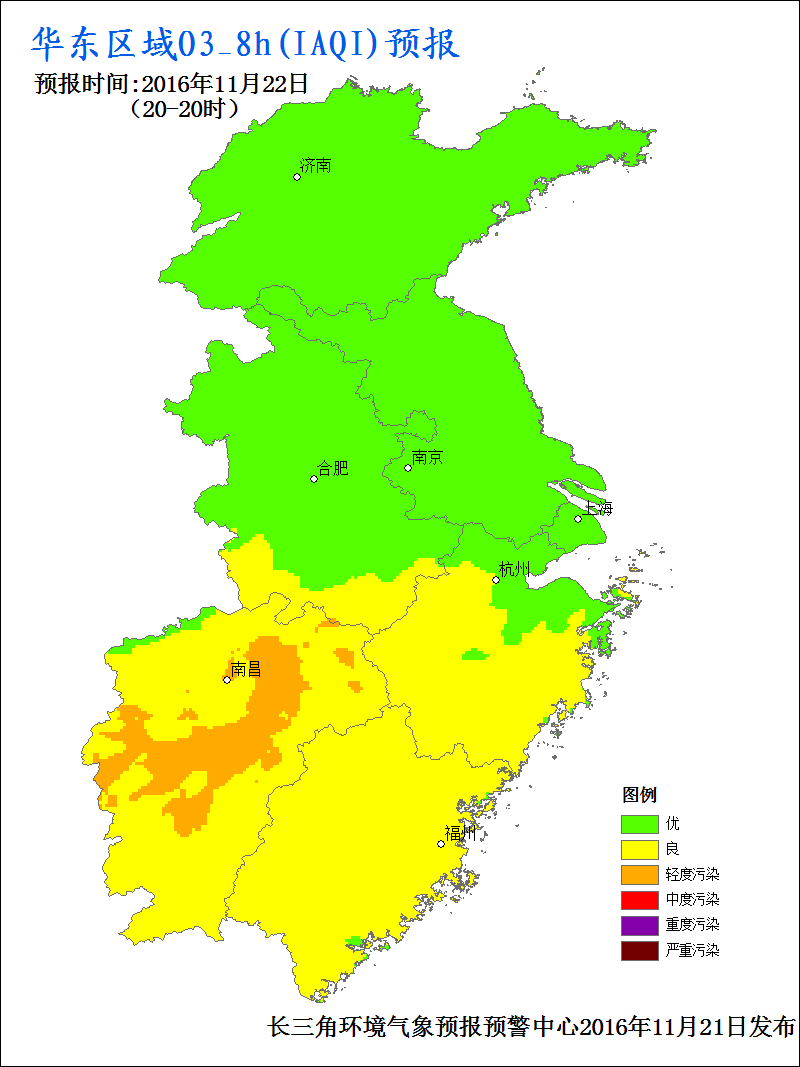 华东区域O3_8h(IAQI)预报
预报时间:2016年11月22日
（20-20时）
济南
南京
合肥
上海
杭州
南昌
福州
图例
优
良
轻度污染
中度污染
重度污染
严重污染
长三角环境气象预报预警中心2016年11月21日发布